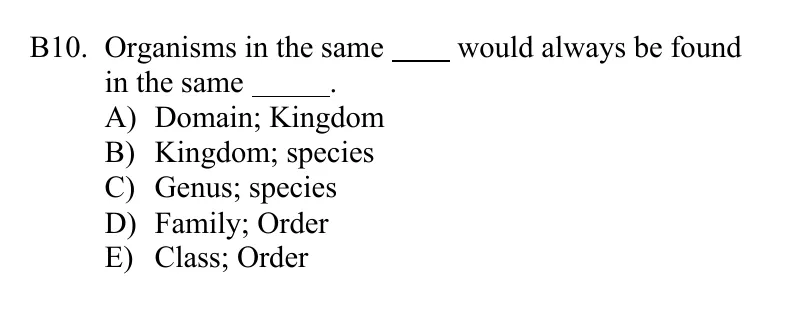 B10. Organisms in the same ____ would always be found
in the same _____.
A) Domain; Kingdom
B) Kingdom; species
C) Genus; species
D) Family; Order
E) Class; Order